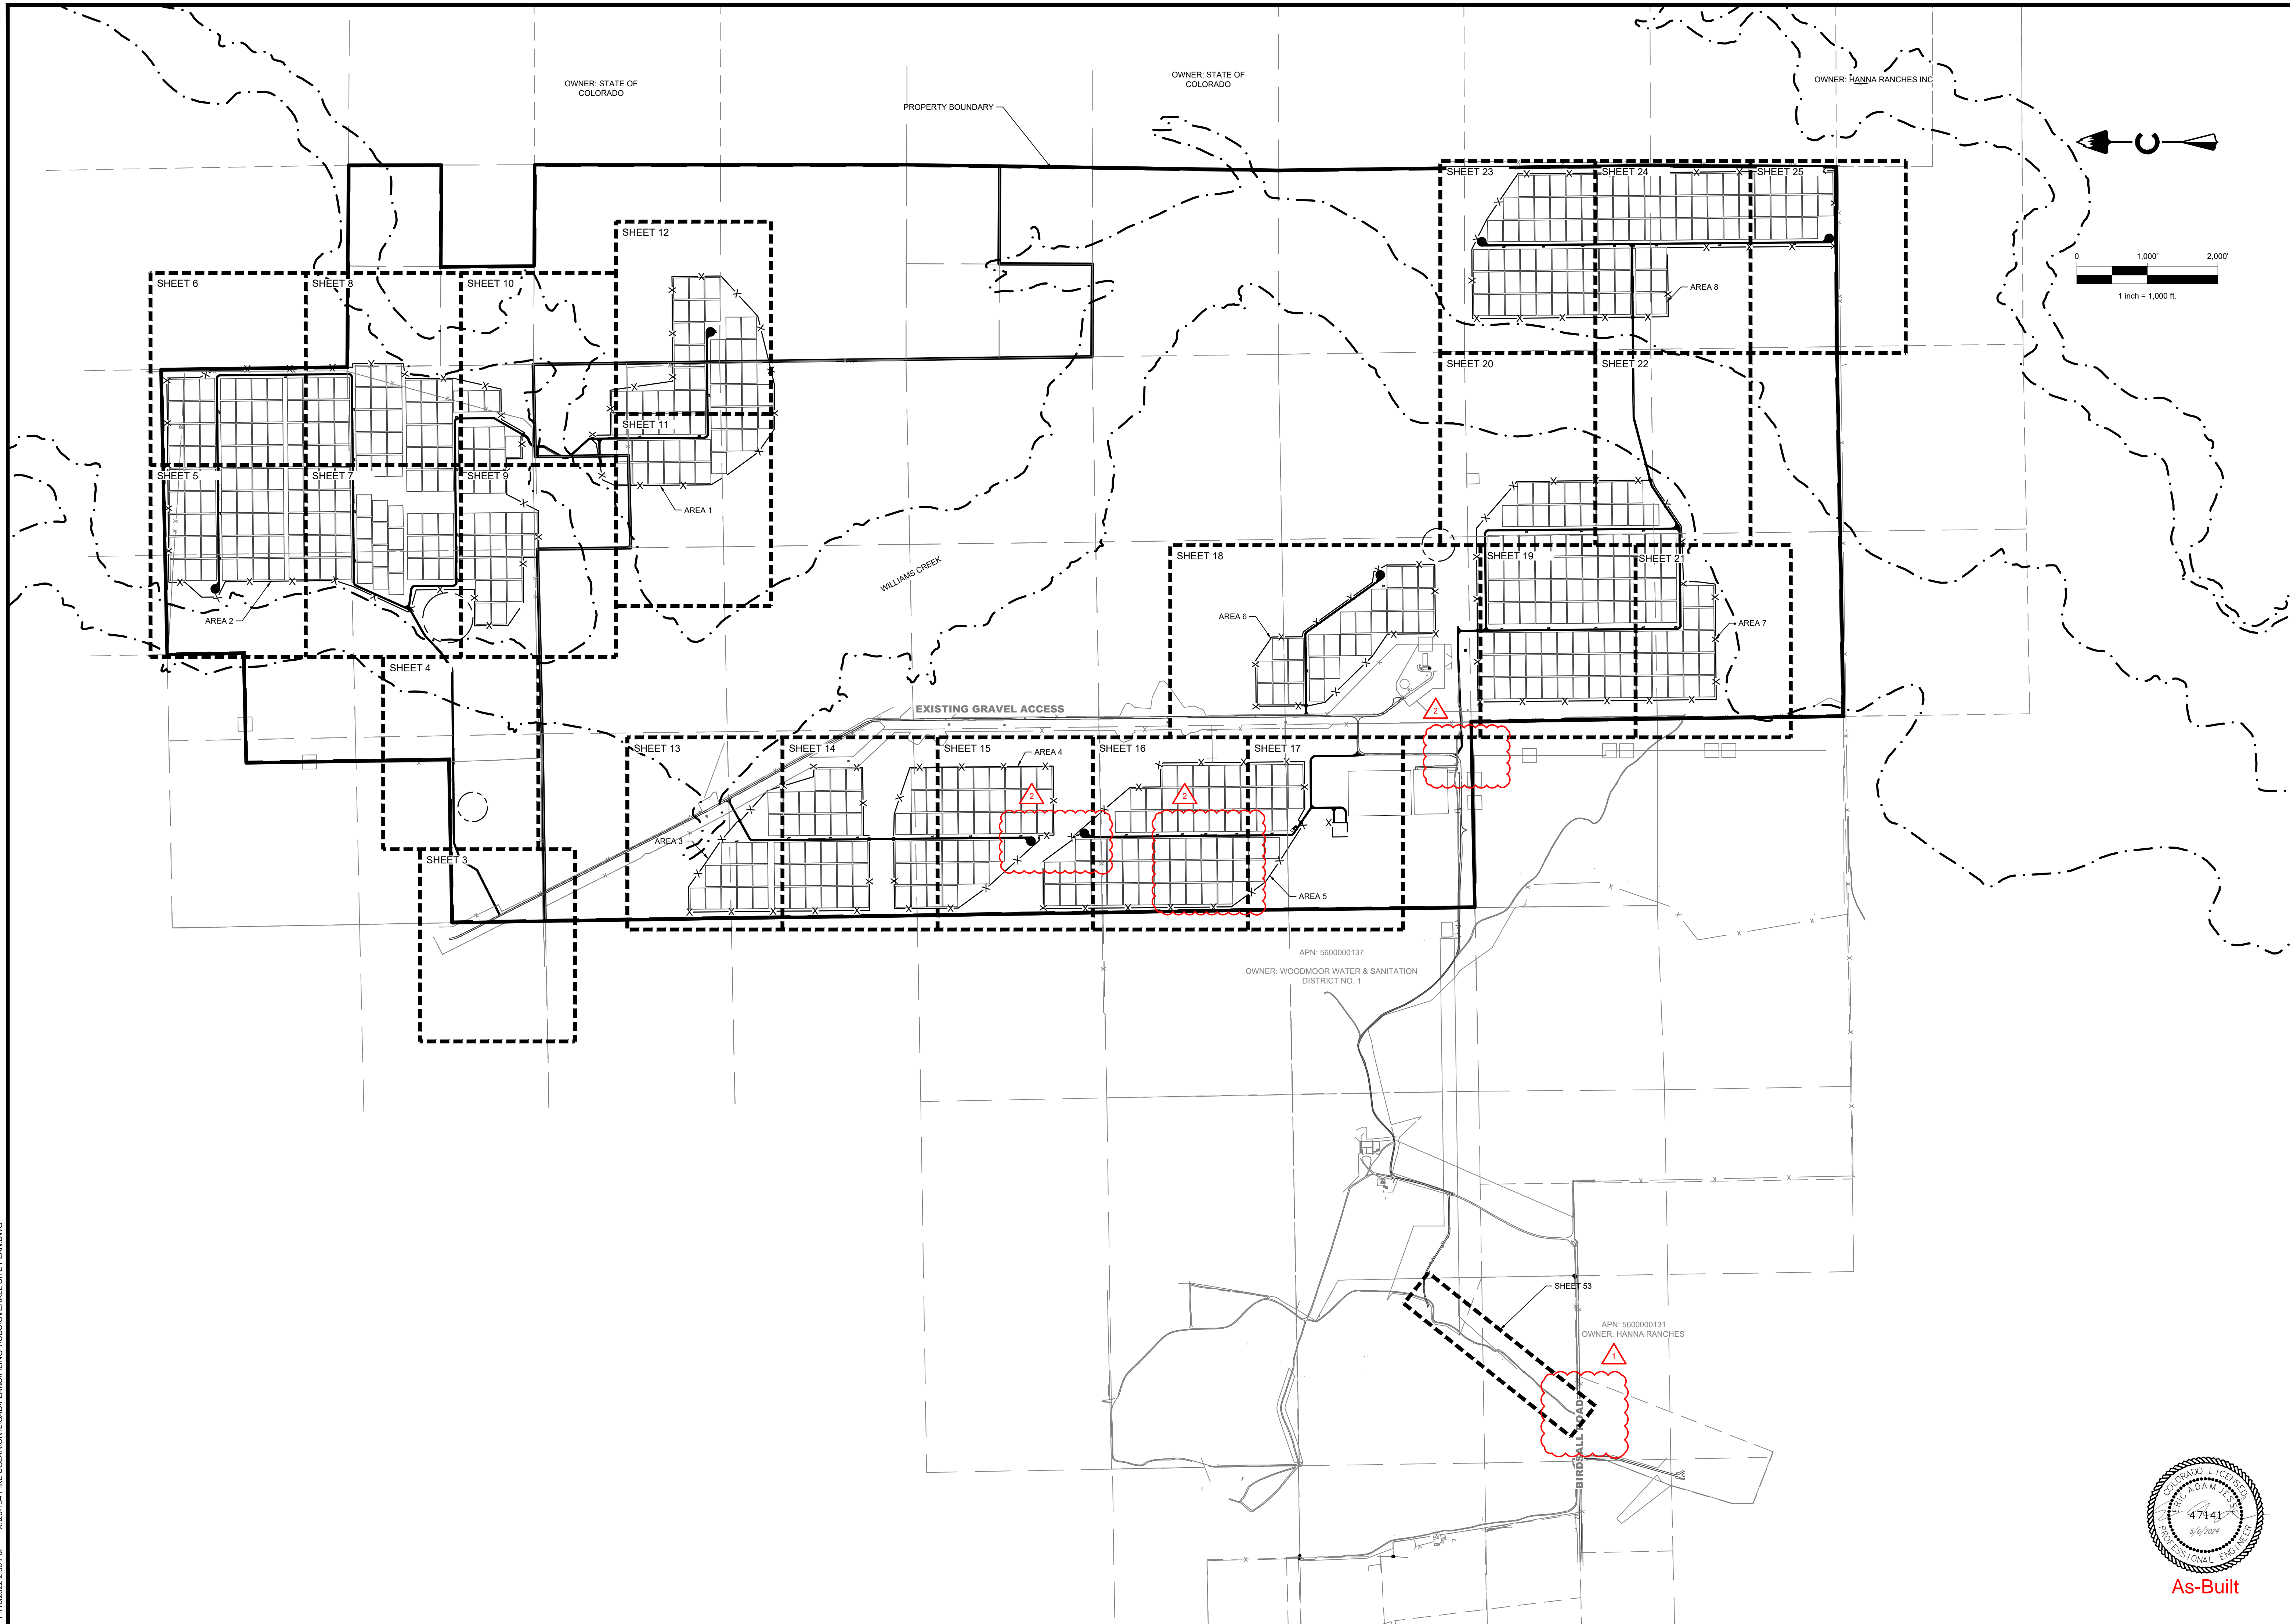 OWNER: STATE OF
COLORADO
OWNER: STATE OF
COLORADO
OWNER: HANNA RANCHES INC
PROPERTY BOUNDARY
SHEET 23
SHEET 24
SHEET 25
SHEET 12
0
1,000'
2,000'
1 inch = 1,000 ft.
SHEET 6
SHEET 8
SHEET 10
AREA 8
SHEET 20
SHEET 22
SHEET 11
SHEET 5
SHEET 7
SHEET 9
AREA 1
SHEET 18
SHEET 19
SHEET 21
WILLIAMS CREEK
AREA 2
AREA 6
AREA 7
SHEET 4
EXISTING GRAVEL ACCESS
2
SHEET 13
SHEET 14
SHEET 15
AREA 4
SHEET 16
SHEET 17
2
2
AREA 3
SHEET 3
AREA 5
APN: 5600000137
OWNER: WOODMOOR WATER & SANITATION
DISTRICT NO. 1
SHEET 53
APN: 5600000131
OWNER: HANNA RANCHES
1
BIRDSALL ROAD
COLORADO LICENSED
ERIC ADAM JESSE
47141
5/6/2024
PROFESSIONAL ENGINEER
As-Built